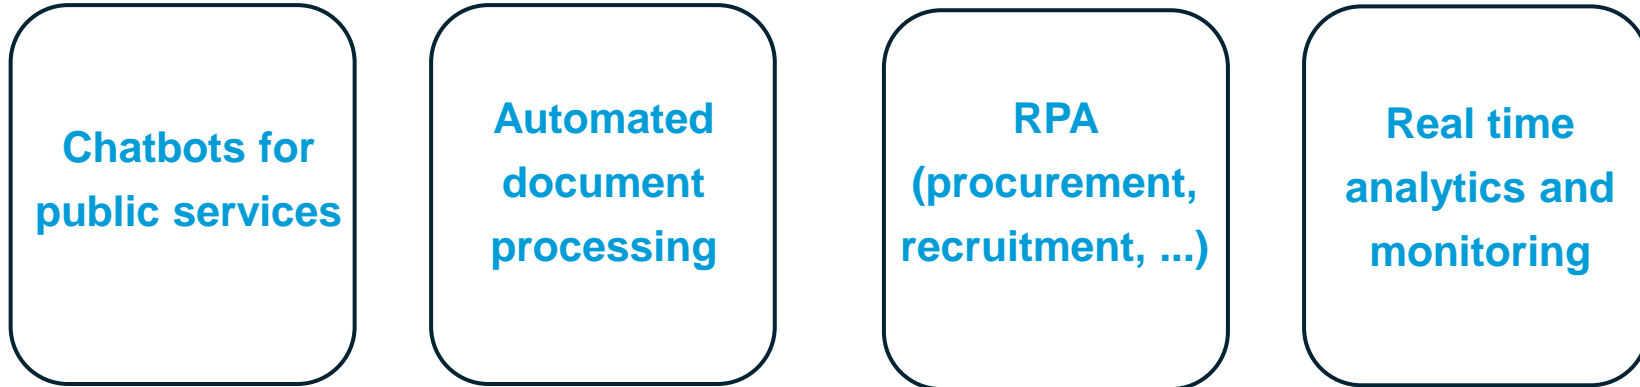 Chatbots for
public services
Automated
document
processing
RPA
(procurement,
recruitment, ...)
Real time
analytics and
monitoring